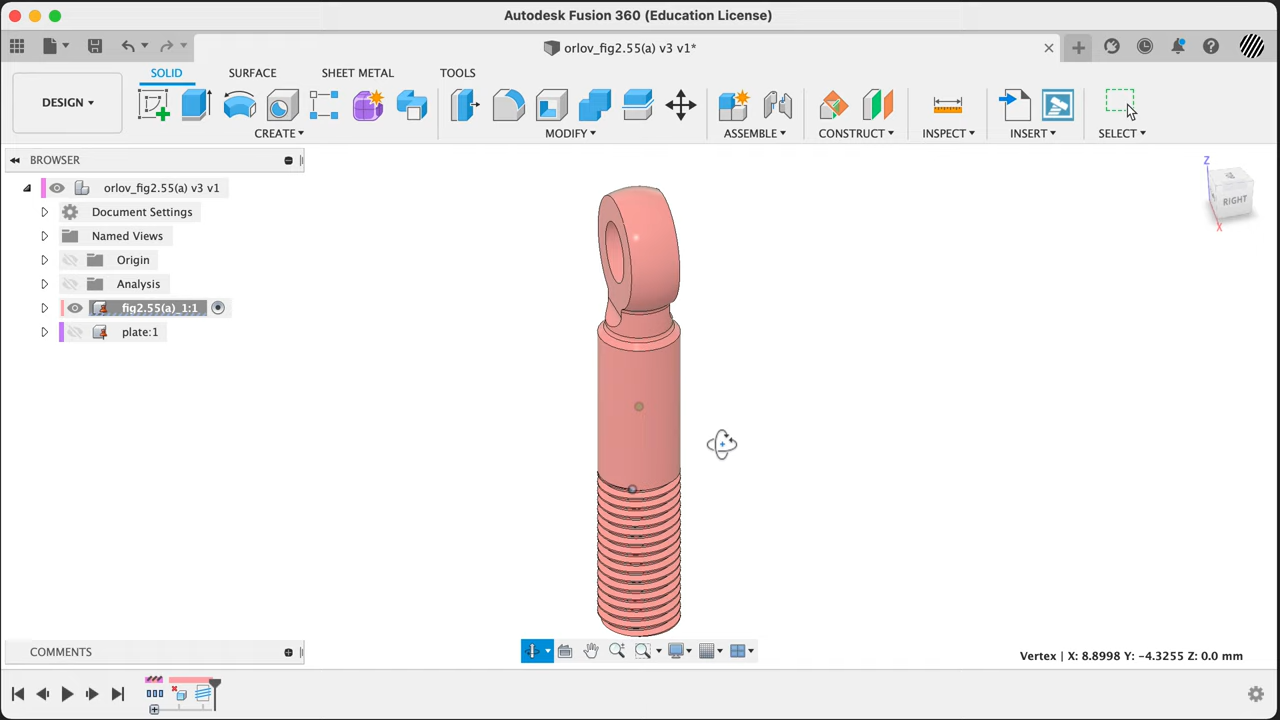 Autodesk Fusion 360 (Education License)
orlov_fig2.55(a) v3 v1*
SOLID SURFACE SHEET METAL TOOLS
DESIGN
CREATE MODIFY ASSEMBLE CONSTRUCT INSPECT INSERT SELECT
BROWSER
orlov_fig2.55(a) v3 v1
Document Settings
Named Views
Origin
Analysis
fig2.55(a)_1:1
plate:1
Z
RIGHT
X
COMMENTS
Vertex | X: 8.8998 Y: -4.3255 Z: 0.0 mm